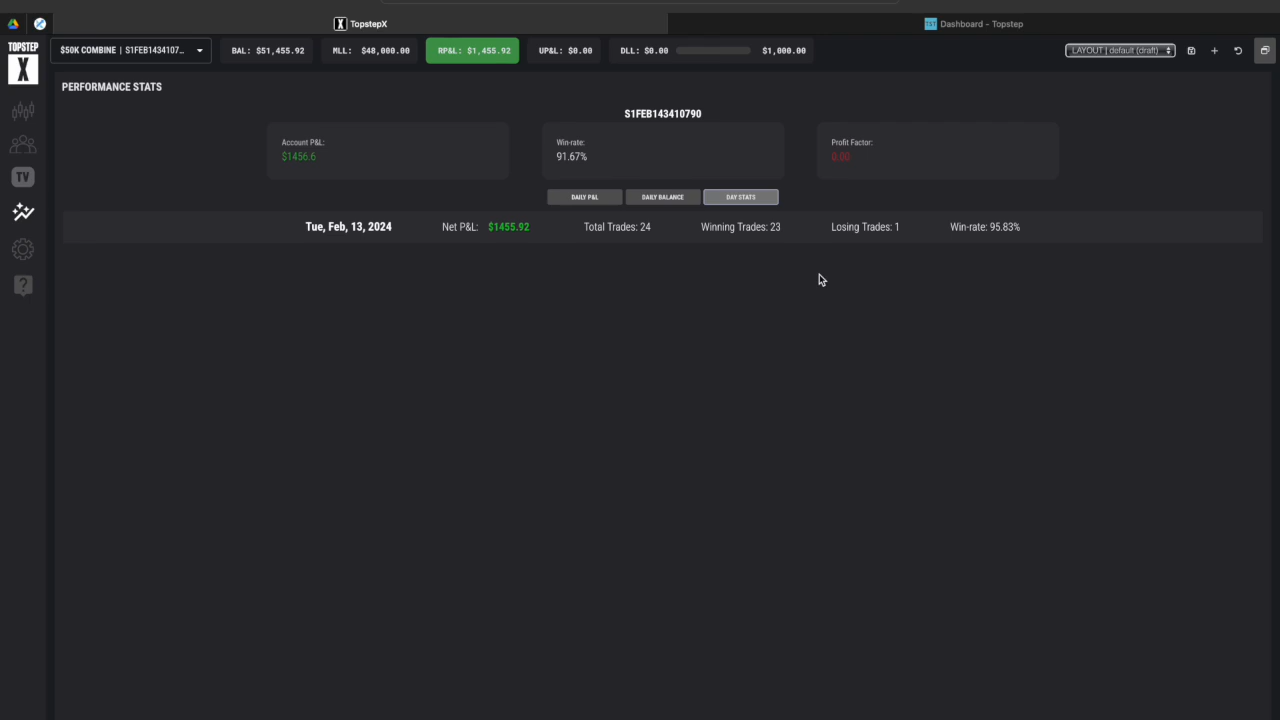 TopstepX
TST Dashboard - Topstep
TOPSTEP X
$50K COMBINE | S1FEB1434107...
BAL: $51,455.92
MLL: $48,000.00
RP&L: $1,455.92
UP&L: $0.00
DLL: $0.00
$1,000.00
LAYOUT | default (draft)
TV
PERFORMANCE STATS
S1FEB143410790
Account P&L:
$1456.6
Win-rate:
91.67%
Profit Factor:
0.00
DAILY P&L
DAILY BALANCE
DAY STATS
Tue, Feb, 13, 2024 Net P&L: $1455.92 Total Trades: 24 Winning Trades: 23 Losing Trades: 1 Win-rate: 95.83%